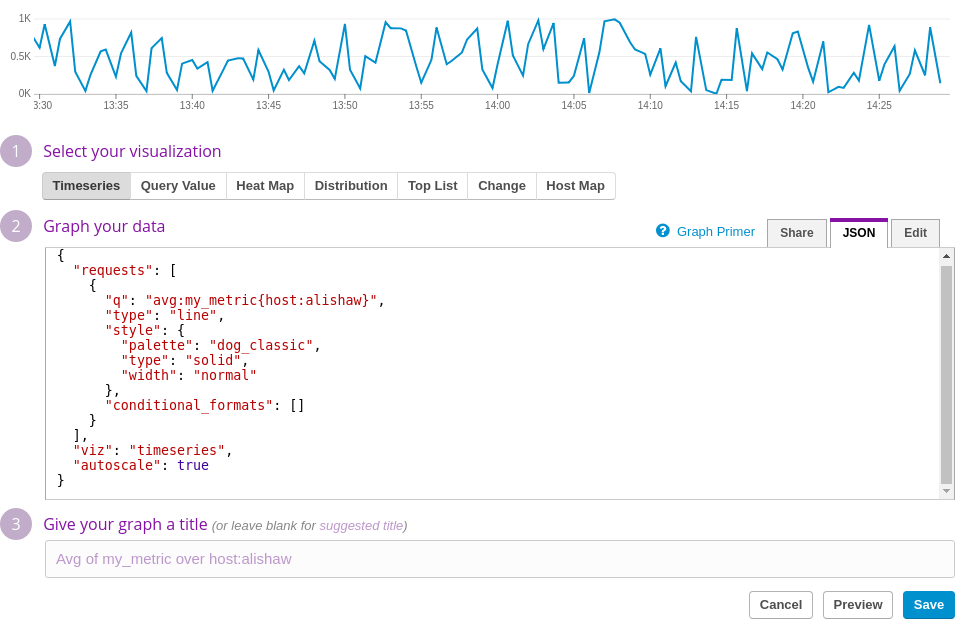 1K
0.5K
0K
3:30 13:35 13:40 13:45 13:50 13:55 14:00 14:05 14:10 14:15 14:20 14:25
1 Select your visualization
Timeseries Query Value Heat Map Distribution Top List Change Host Map
2 Graph your data
? Graph Primer Share JSON Edit
{
"requests": [
{
"q": "avg:my_metric{host:alishaw}",
"type": "line",
"style": {
"palette": "dog_classic",
"type": "solid",
"width": "normal"
},
"conditional_formats": []
}
],
"viz": "timeseries",
"autoscale": true
}
3 Give your graph a title (or leave blank for suggested title)
Avg of my_metric over host:alishaw
Cancel Preview Save